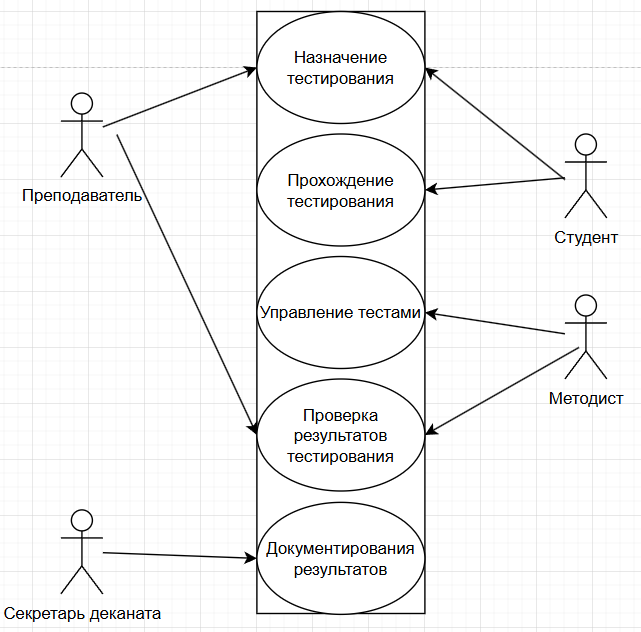 Назначение
тестирования
Преподаватель
Прохождение
тестирования
Студент
Управление тестами
Методист
Проверка
результатов
тестирования
Документирования
результатов
Секретарь деканата